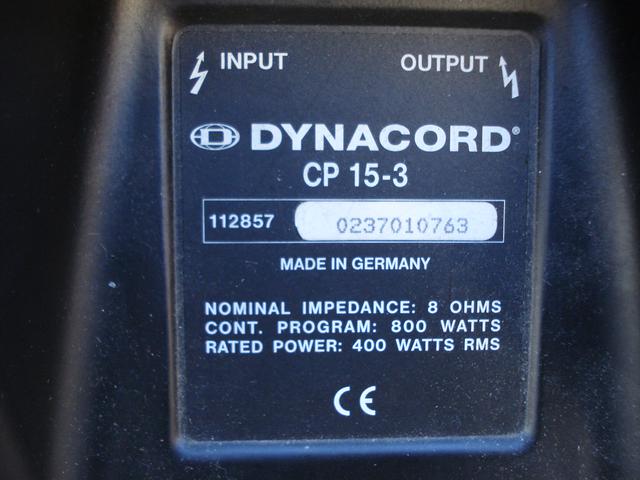 INPUT OUTPUT
DYNACORD®
CP 15-3
112857 0237010763
MADE IN GERMANY
NOMINAL IMPEDANCE: 8 OHMS
CONT. PROGRAM: 800 WATTS
RATED POWER: 400 WATTS RMS
CE